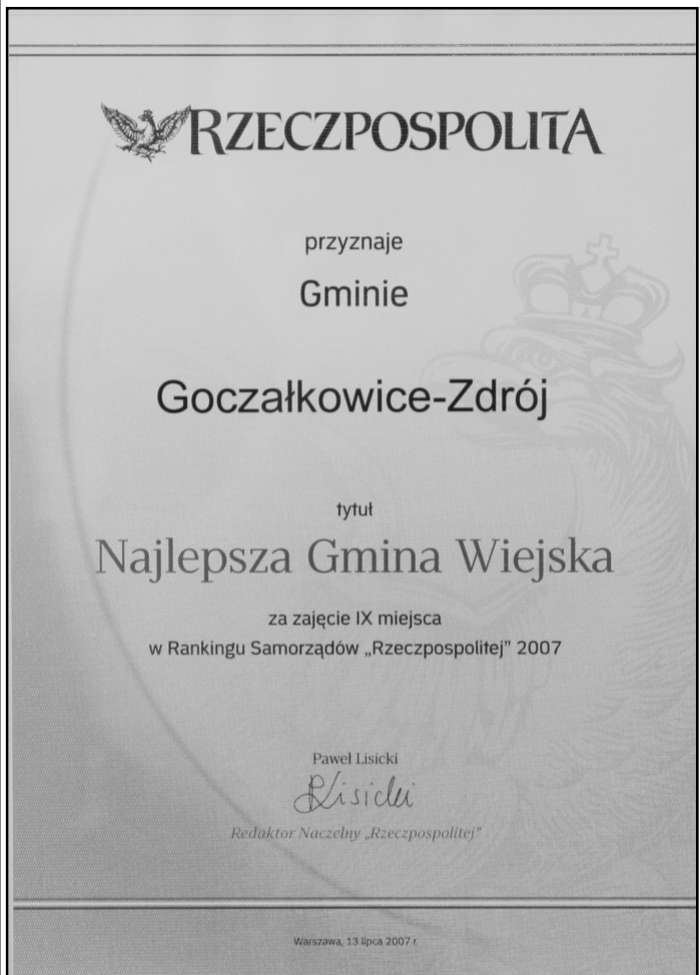 RZECZPOSPOLITA
przyznaje
Gminie
Goczałkowice-Zdrój
tytuł
Najlepsza Gmina Wiejska
za zajęcie IX miejsca
w Rankingu Samorządów „Rzeczpospolitej” 2007
Paweł Lisicki
PLisicki
Redaktor Naczelny „Rzeczpospolitej”
Warszawa, 13 lipca 2007 r.